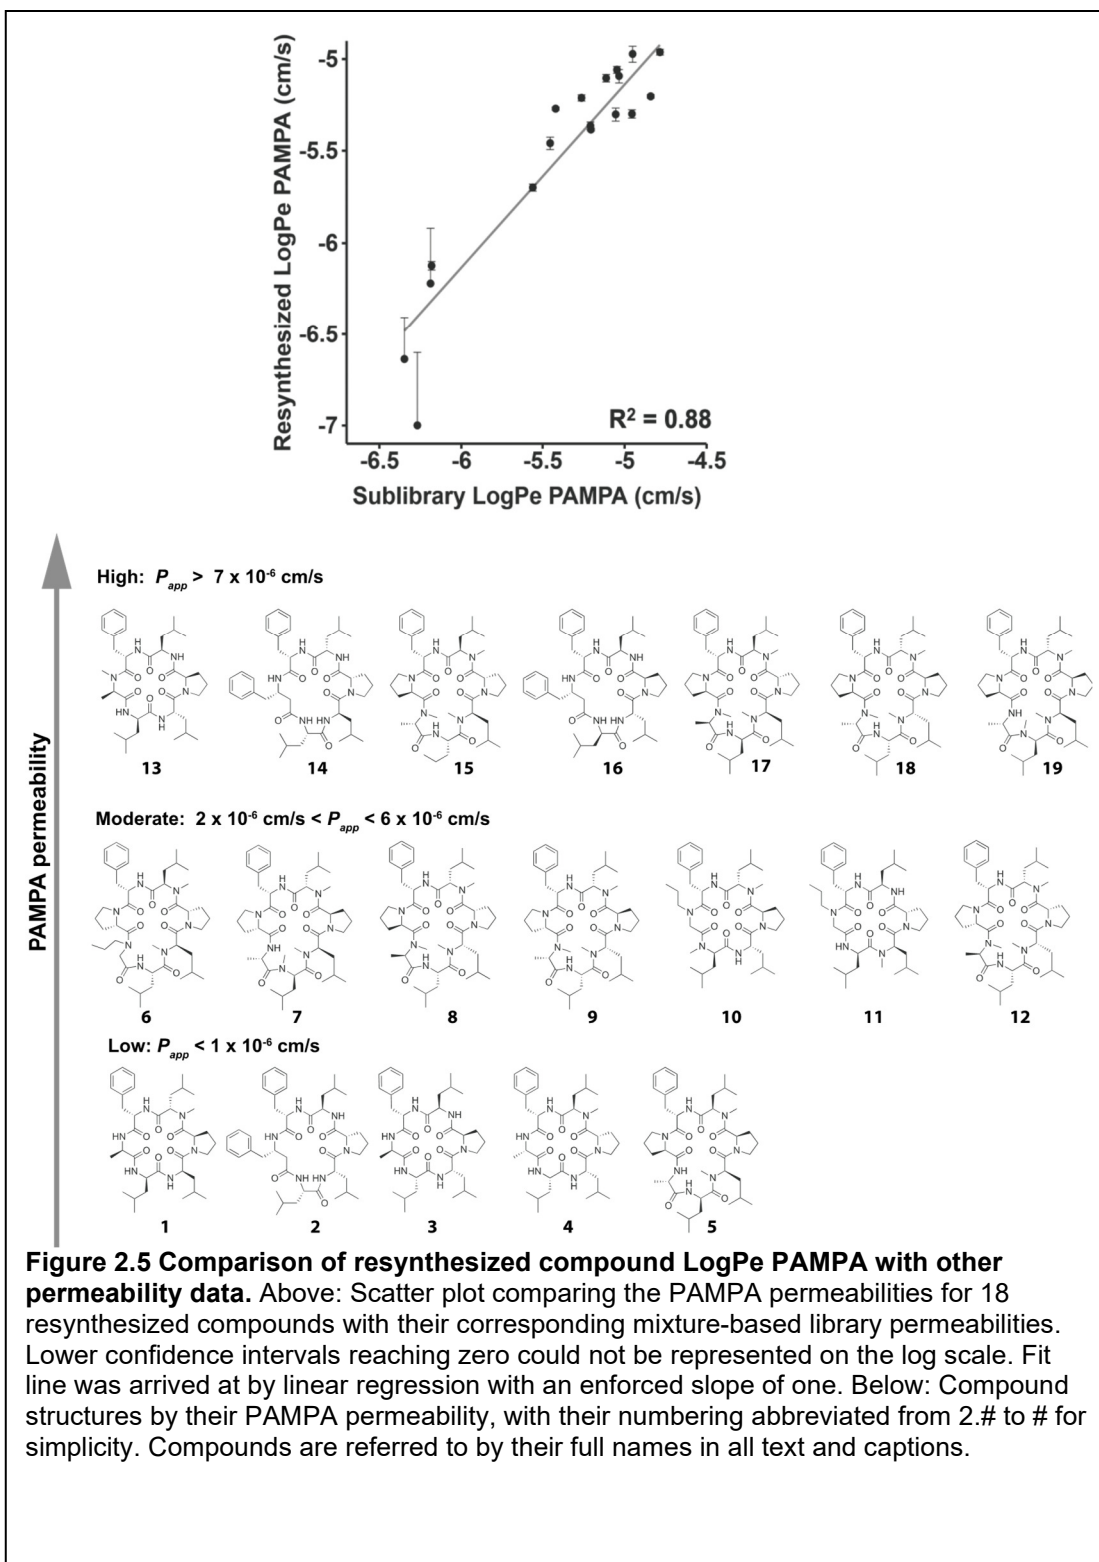 Resynthesized LogPe PAMPA (cm/s)
-5
-5.5
-6
-6.5
-7
R² = 0.88
-6.5 -6 -5.5 -5 -4.5
Sublibrary LogPe PAMPA (cm/s)
PAMPA permeability
High: Papp > 7 x 10⁻⁶ cm/s
13 14 15 16 17 18 19
Moderate: 2 x 10⁻⁶ cm/s < Papp < 6 x 10⁻⁶ cm/s
6 7 8 9 10 11 12
Low: Papp < 1 x 10⁻⁶ cm/s
1 2 3 4 5
Figure 2.5 Comparison of resynthesized compound LogPe PAMPA with other
permeability data. Above: Scatter plot comparing the PAMPA permeabilities for 18
resynthesized compounds with their corresponding mixture-based library permeabilities.
Lower confidence intervals reaching zero could not be represented on the log scale. Fit
line was arrived at by linear regression with an enforced slope of one. Below: Compound
structures by their PAMPA permeability, with their numbering abbreviated from 2.# to # for
simplicity. Compounds are referred to by their full names in all text and captions.